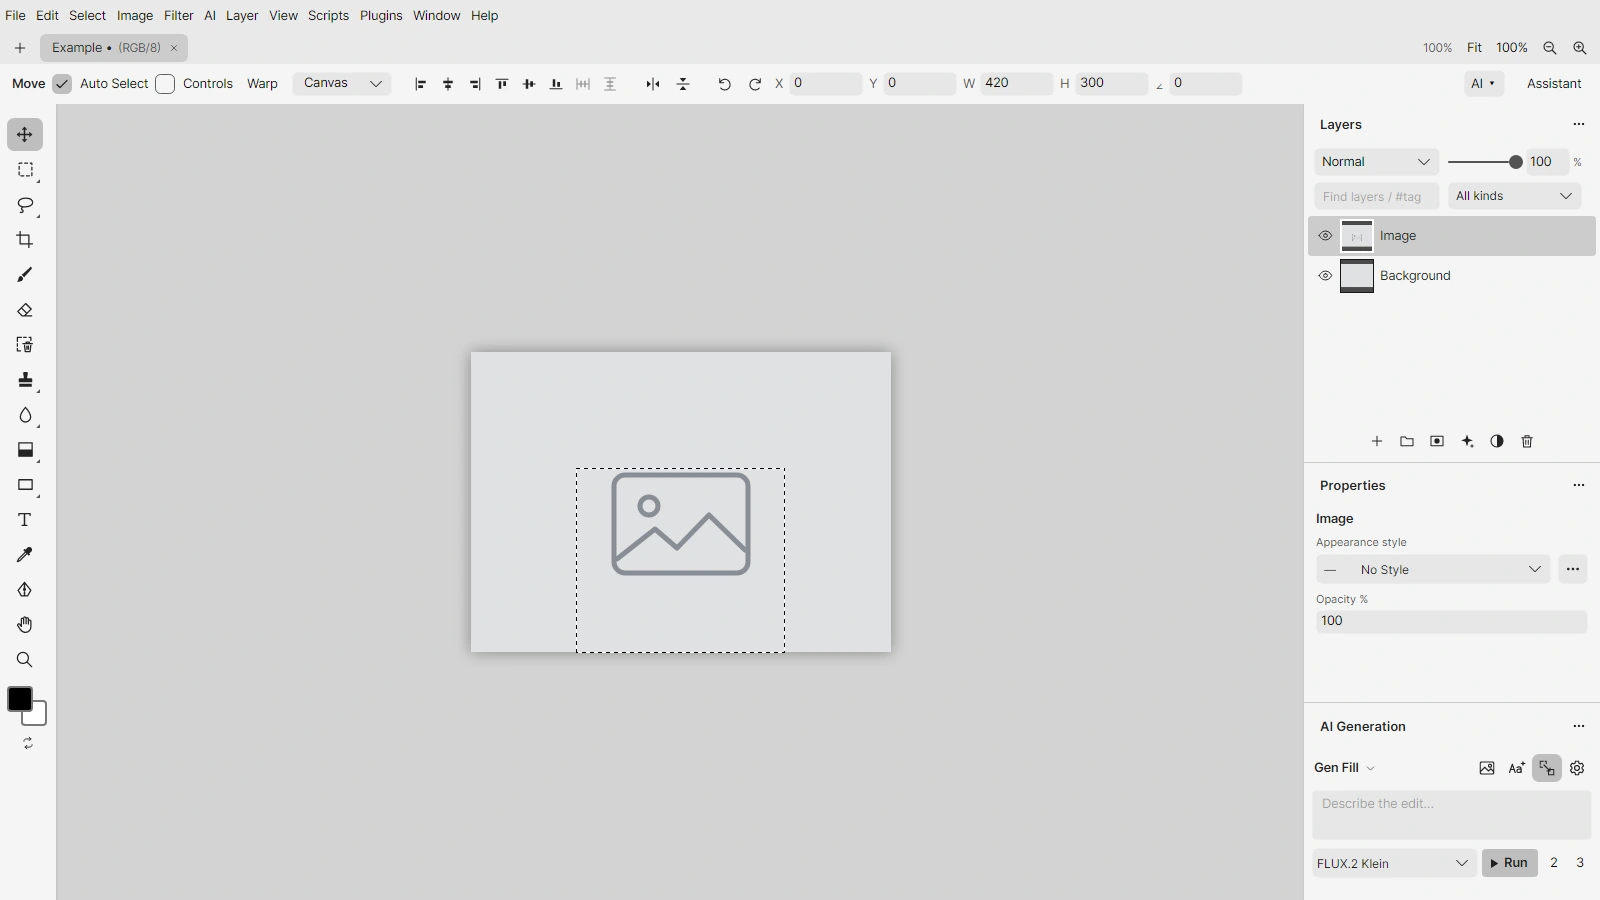 File Edit Select Image Filter AI Layer View Scripts Plugins Window Help
Example • (RGB/8) 100% Fit 100%
Move Auto Select Controls Warp Canvas X 0 Y 0 W 420 H 300 0 AI Assistant
Layers
Normal 100 %
Find layers / #tag All kinds
Image
Background
Properties
Image
Appearance style
No Style
Opacity %
100
AI Generation
Gen Fill Aa
Describe the edit...
FLUX.2 Klein Run 2 3